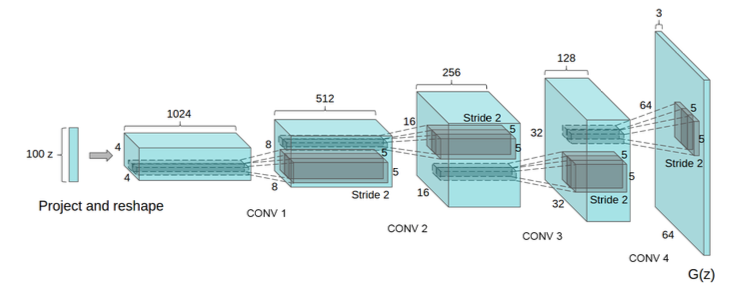 3
128
256
512
1024
64
5
5
Stride 2
16
Stride 2
5
5
32
5
5
Stride 2
8
5
5
Stride 2
8
4
4
100 z
16
32
64
Project and reshape
CONV 1
CONV 2
CONV 3
CONV 4
G(z)